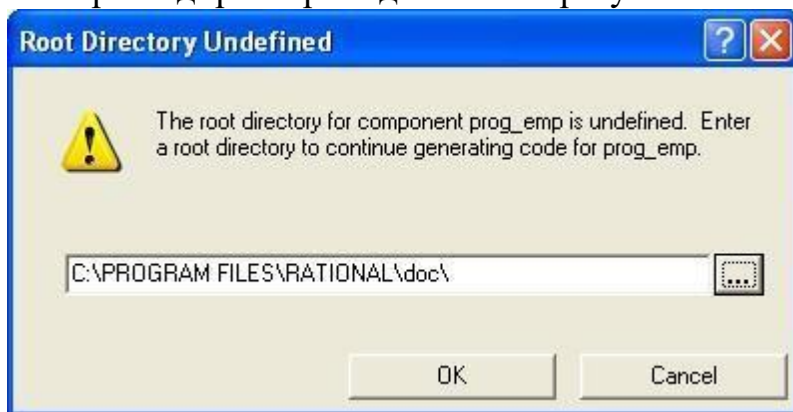 Root Directory Undefined
The root directory for component prog_emp is undefined. Enter
a root directory to continue generating code for prog_emp.
C:\PROGRAM FILES\RATIONAL\doc\
...
OK
Cancel